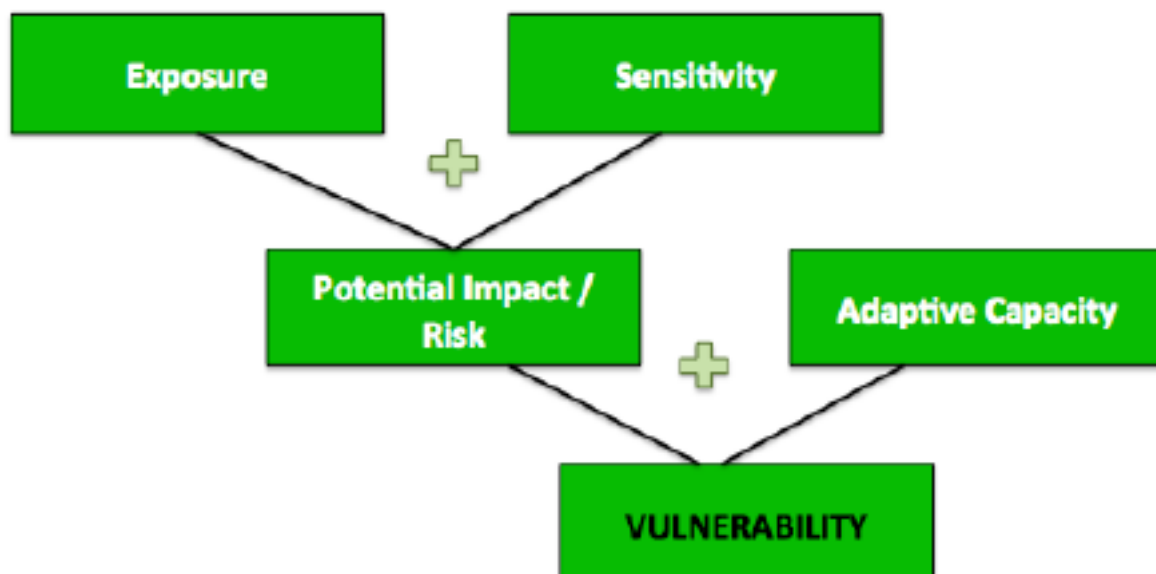 Exposure
Sensitivity
Potential Impact /
Risk
Adaptive Capacity
VULNERABILITY